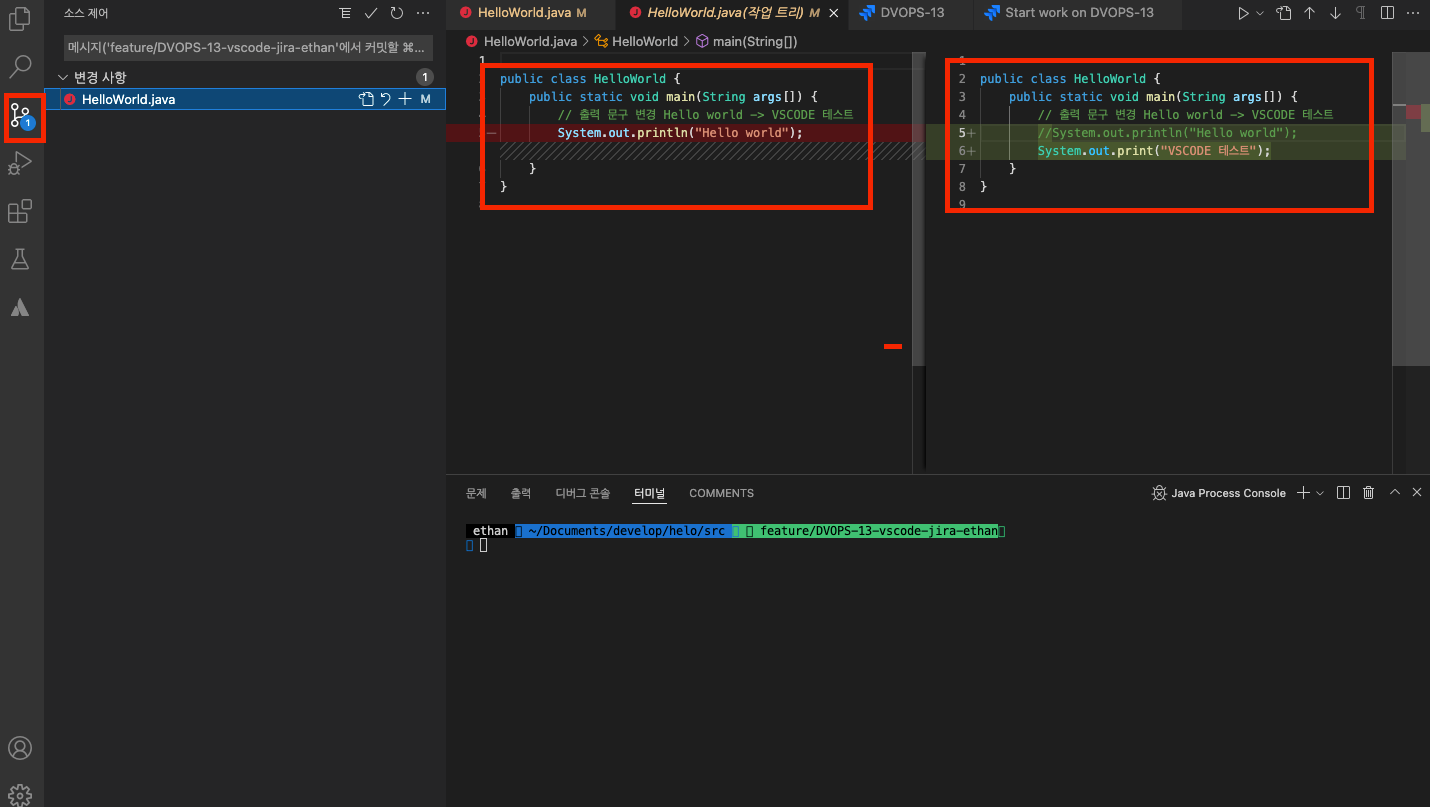 소스 제어
메시지('feature/DVOPS-13-vscode-jira-ethan'에서 커밋할 ⌘...
변경 사항 1
HelloWorld.java M
1
HelloWorld.java M
HelloWorld.java(작업 트리) M
DVOPS-13
Start work on DVOPS-13
HelloWorld.java > HelloWorld > main(String[])
1
public class HelloWorld {
public static void main(String args[]) {
// 출력 문구 변경 Hello world -> VSCODE 테스트
System.out.println("Hello world");
}
}
1
2 public class HelloWorld {
3 public static void main(String args[]) {
4 // 출력 문구 변경 Hello world -> VSCODE 테스트
5+ //System.out.println("Hello world");
6+ System.out.print("VSCODE 테스트");
7 }
8 }
9
문제 출력 디버그 콘솔 터미널 COMMENTS
Java Process Console
ethan ~/Documents/develop/helo/src feature/DVOPS-13-vscode-jira-ethan